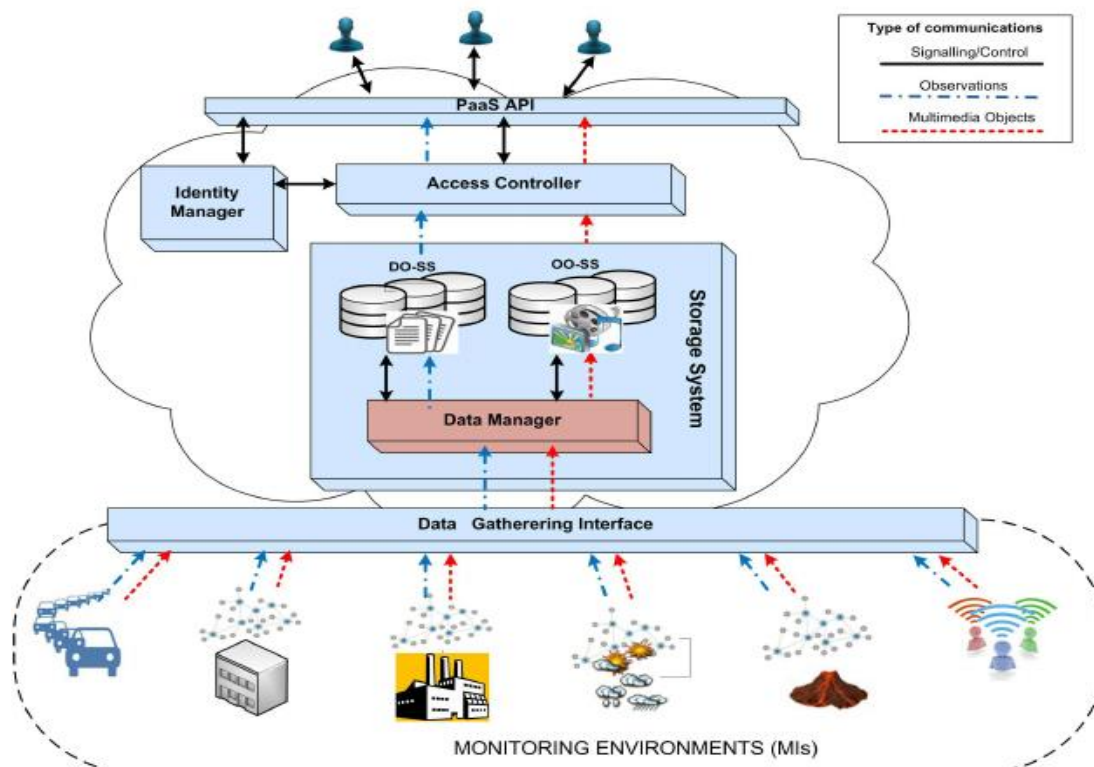 Type of communications
Signalling/Control
Observations
Multimedia Objects
PaaS API
Identity
Manager
Access Controller
DO-SS
OO-SS
Storage System
Data Manager
Data Gatherering Interface
MONITORING ENVIRONMENTS (MIs)